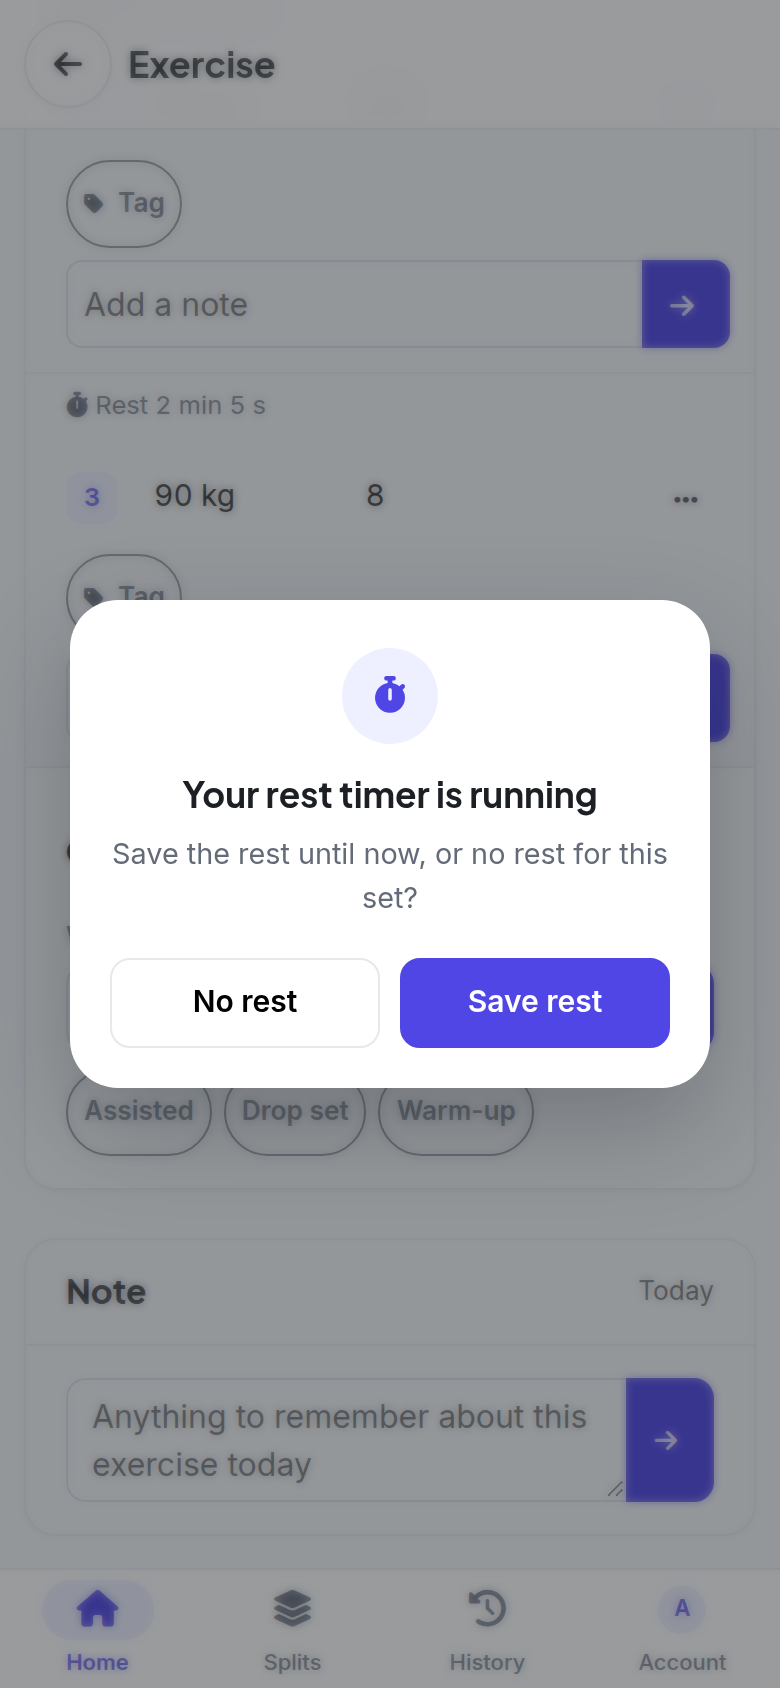 Exercise
Tag
Add a note
Rest 2 min 5 s
3 90 kg 8
Tag
Your rest timer is running
Save the rest until now, or no rest for this
set?
No rest Save rest
Assisted Drop set Warm-up
Note Today
Anything to remember about this
exercise today
A
Home Splits History Account